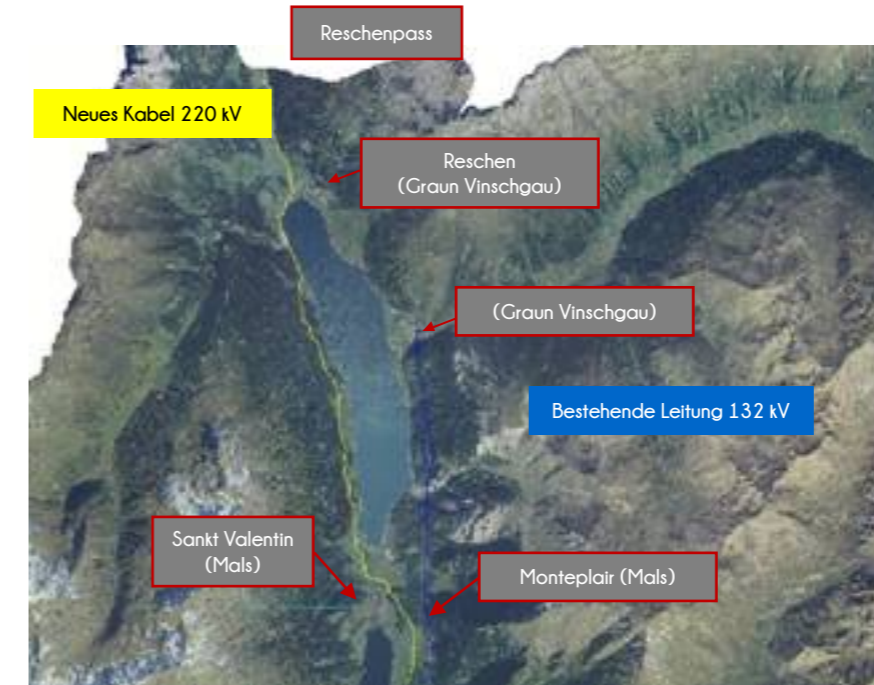 Reschenpass
Neues Kabel 220 kV
Reschen
(Graun Vinschgau)
(Graun Vinschgau)
Bestehende Leitung 132 kV
Sankt Valentin
(Mals)
Monteplair (Mals)